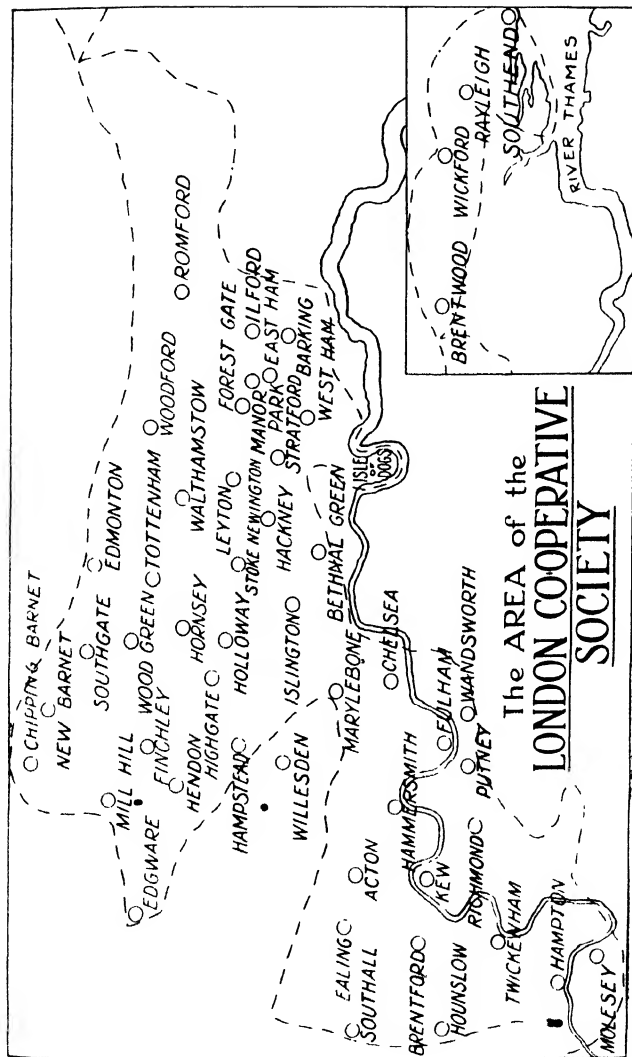 CHIPPING BARNET
NEW BARNET
SOUTHGATE
EDMONTON
MILL HILL
WOOD GREEN
TOTTENHAM
WOODFORD
EDGWARE
FINCHLEY
HENDON
HIGHGATE
HORNSEY
WALTHAMSTOW
ROMFORD
HAMPSTEAD
HOLLOWAY
LEYTON
STOKE NEWINGTON
FOREST GATE
MANOR
PARK
ILFORD
EAST HAM
BARKING
WILLESDEN
ISLINGTON
HACKNEY
STRATFORD
WEST HAM
MARYLEBONE
BETHNAL GREEN
ISLE
OF
DOGS
EALING
SOUTHALL
ACTON
CHELSEA
BRENTFORD
HOUNSLOW
KEW
HAMMERSMITH
FULHAM
RICHMOND
PUTNEY
WANDSWORTH
TWICKENHAM
HAMPTON
MOLESEY
The AREA of the
LONDON CO·OPERATIVE
SOCIETY
BRENTWOOD
WICKFORD
RAYLEIGH
SOUTHEND
RIVER THAMES